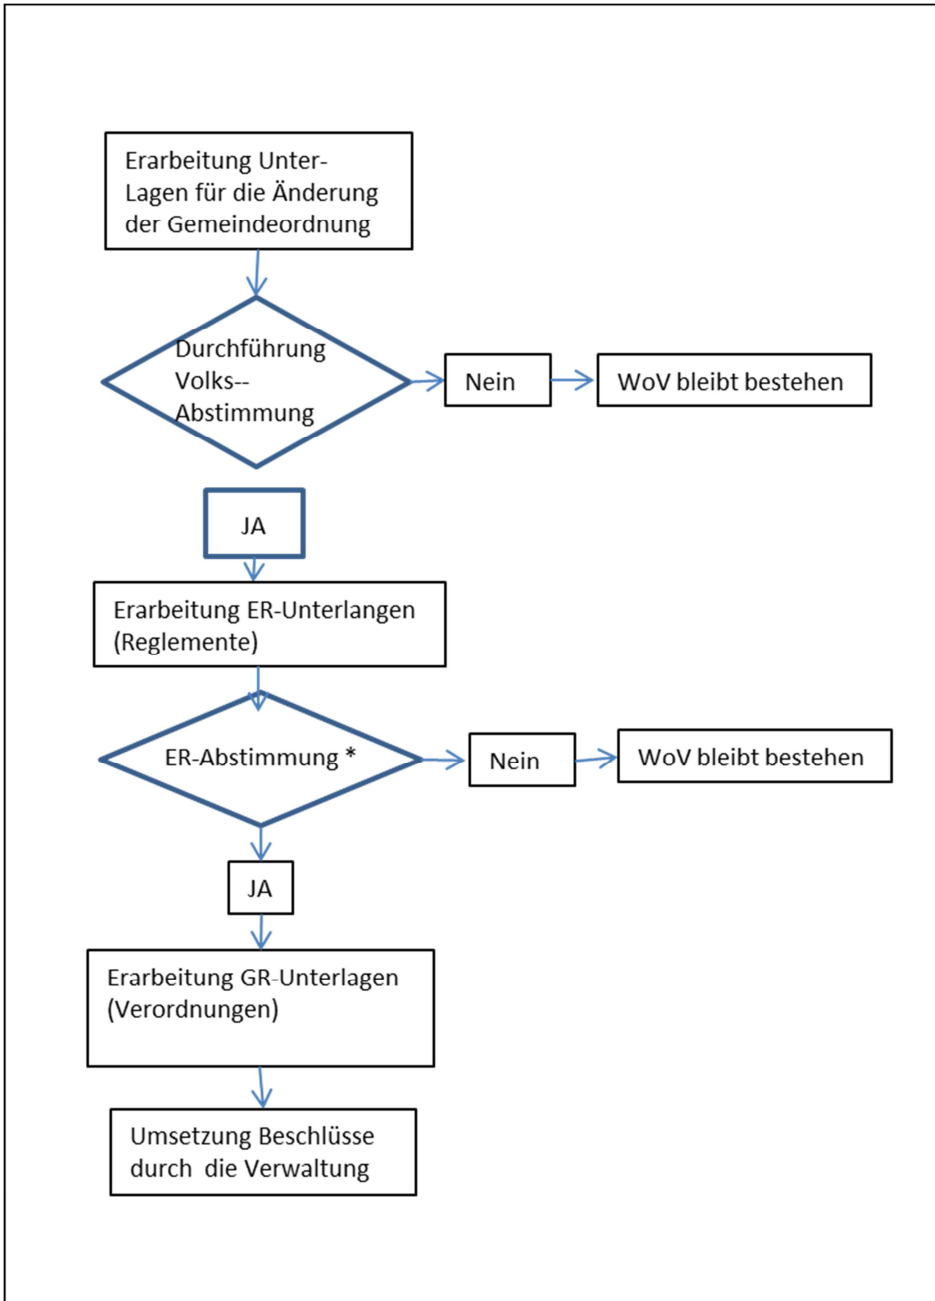 Erarbeitung Unter-
Lagen für die Änderung
der Gemeindeordnung
Durchführung
Volks--
Abstimmung
Nein
WoV bleibt bestehen
JA
Erarbeitung ER-Unterlangen
(Reglemente)
ER-Abstimmung *
Nein
WoV bleibt bestehen
JA
Erarbeitung GR-Unterlagen
(Verordnungen)
Umsetzung Beschlüsse
durch die Verwaltung